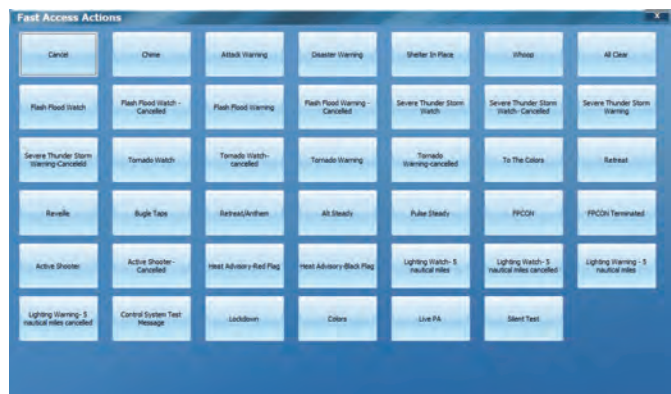 Fast Access Actions
x
Cancel
Chime
Attack Warning
Disaster Warning
Shelter In Place
Whoop
All Clear
Flash Flood Watch
Flash Flood Watch -
Cancelled
Flash Flood Warning
Flash Flood Warning -
Cancelled
Severe Thunder Storm
Watch
Severe Thunder Storm
Watch- Cancelled
Severe Thunder Storm
Warning
Severe Thunder Storm
Warning-Canceleld
Tornado Watch
Tornado Watch-
cancelled
Tornado Warning
Tornado
Warning-cancelled
To The Colors
Retreat
Reveille
Bugle Taps
Retreat/Anthem
Alt Steady
Pulse Steady
FPCON
FPCON Terminated
Active Shooter
Active Shooter-
Cancelled
Heat Advisory-Red Flag
Heat Advisory-Black Flag
Lighting Watch- 5
nautical miles
Lighting Watch- 5
nautical miles cancelled
Lighting Warning - 5
nautical miles
Lighting Warning- 5
nautical miles cancelled
Control System Test
Message
Lockdown
Colors
Live PA
Silent Test